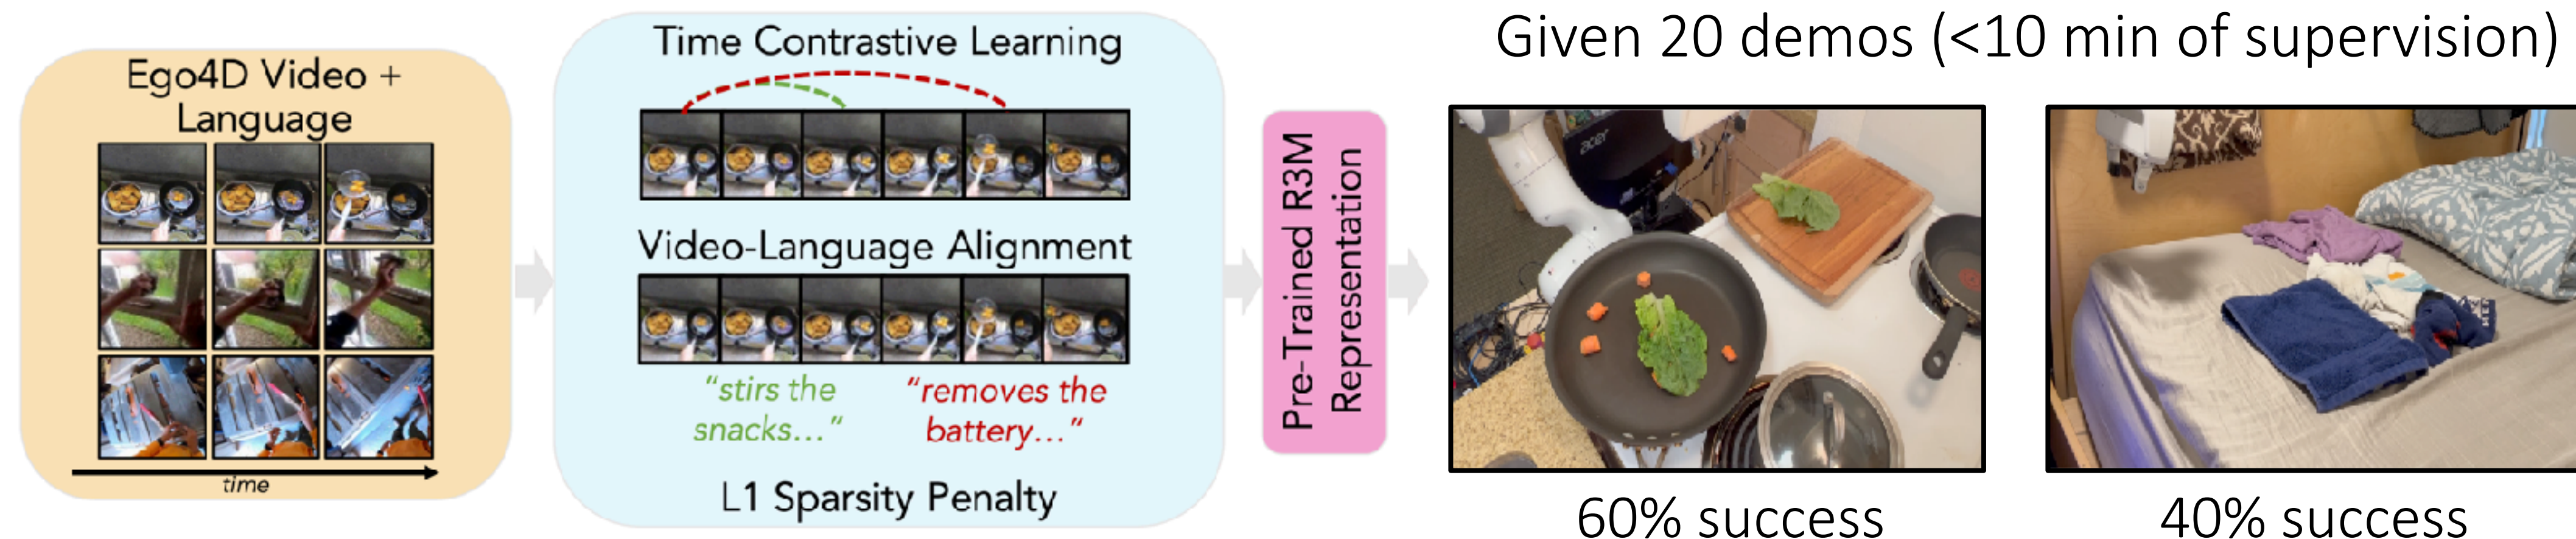 Ego4D Video +
Language
time
Time Contrastive Learning
Video-Language Alignment
“stirs the
snacks…”
“removes the
battery…”
L1 Sparsity Penalty
Pre-Trained R3M
Representation
Given 20 demos (<10 min of supervision)
acer
60% success
40% success